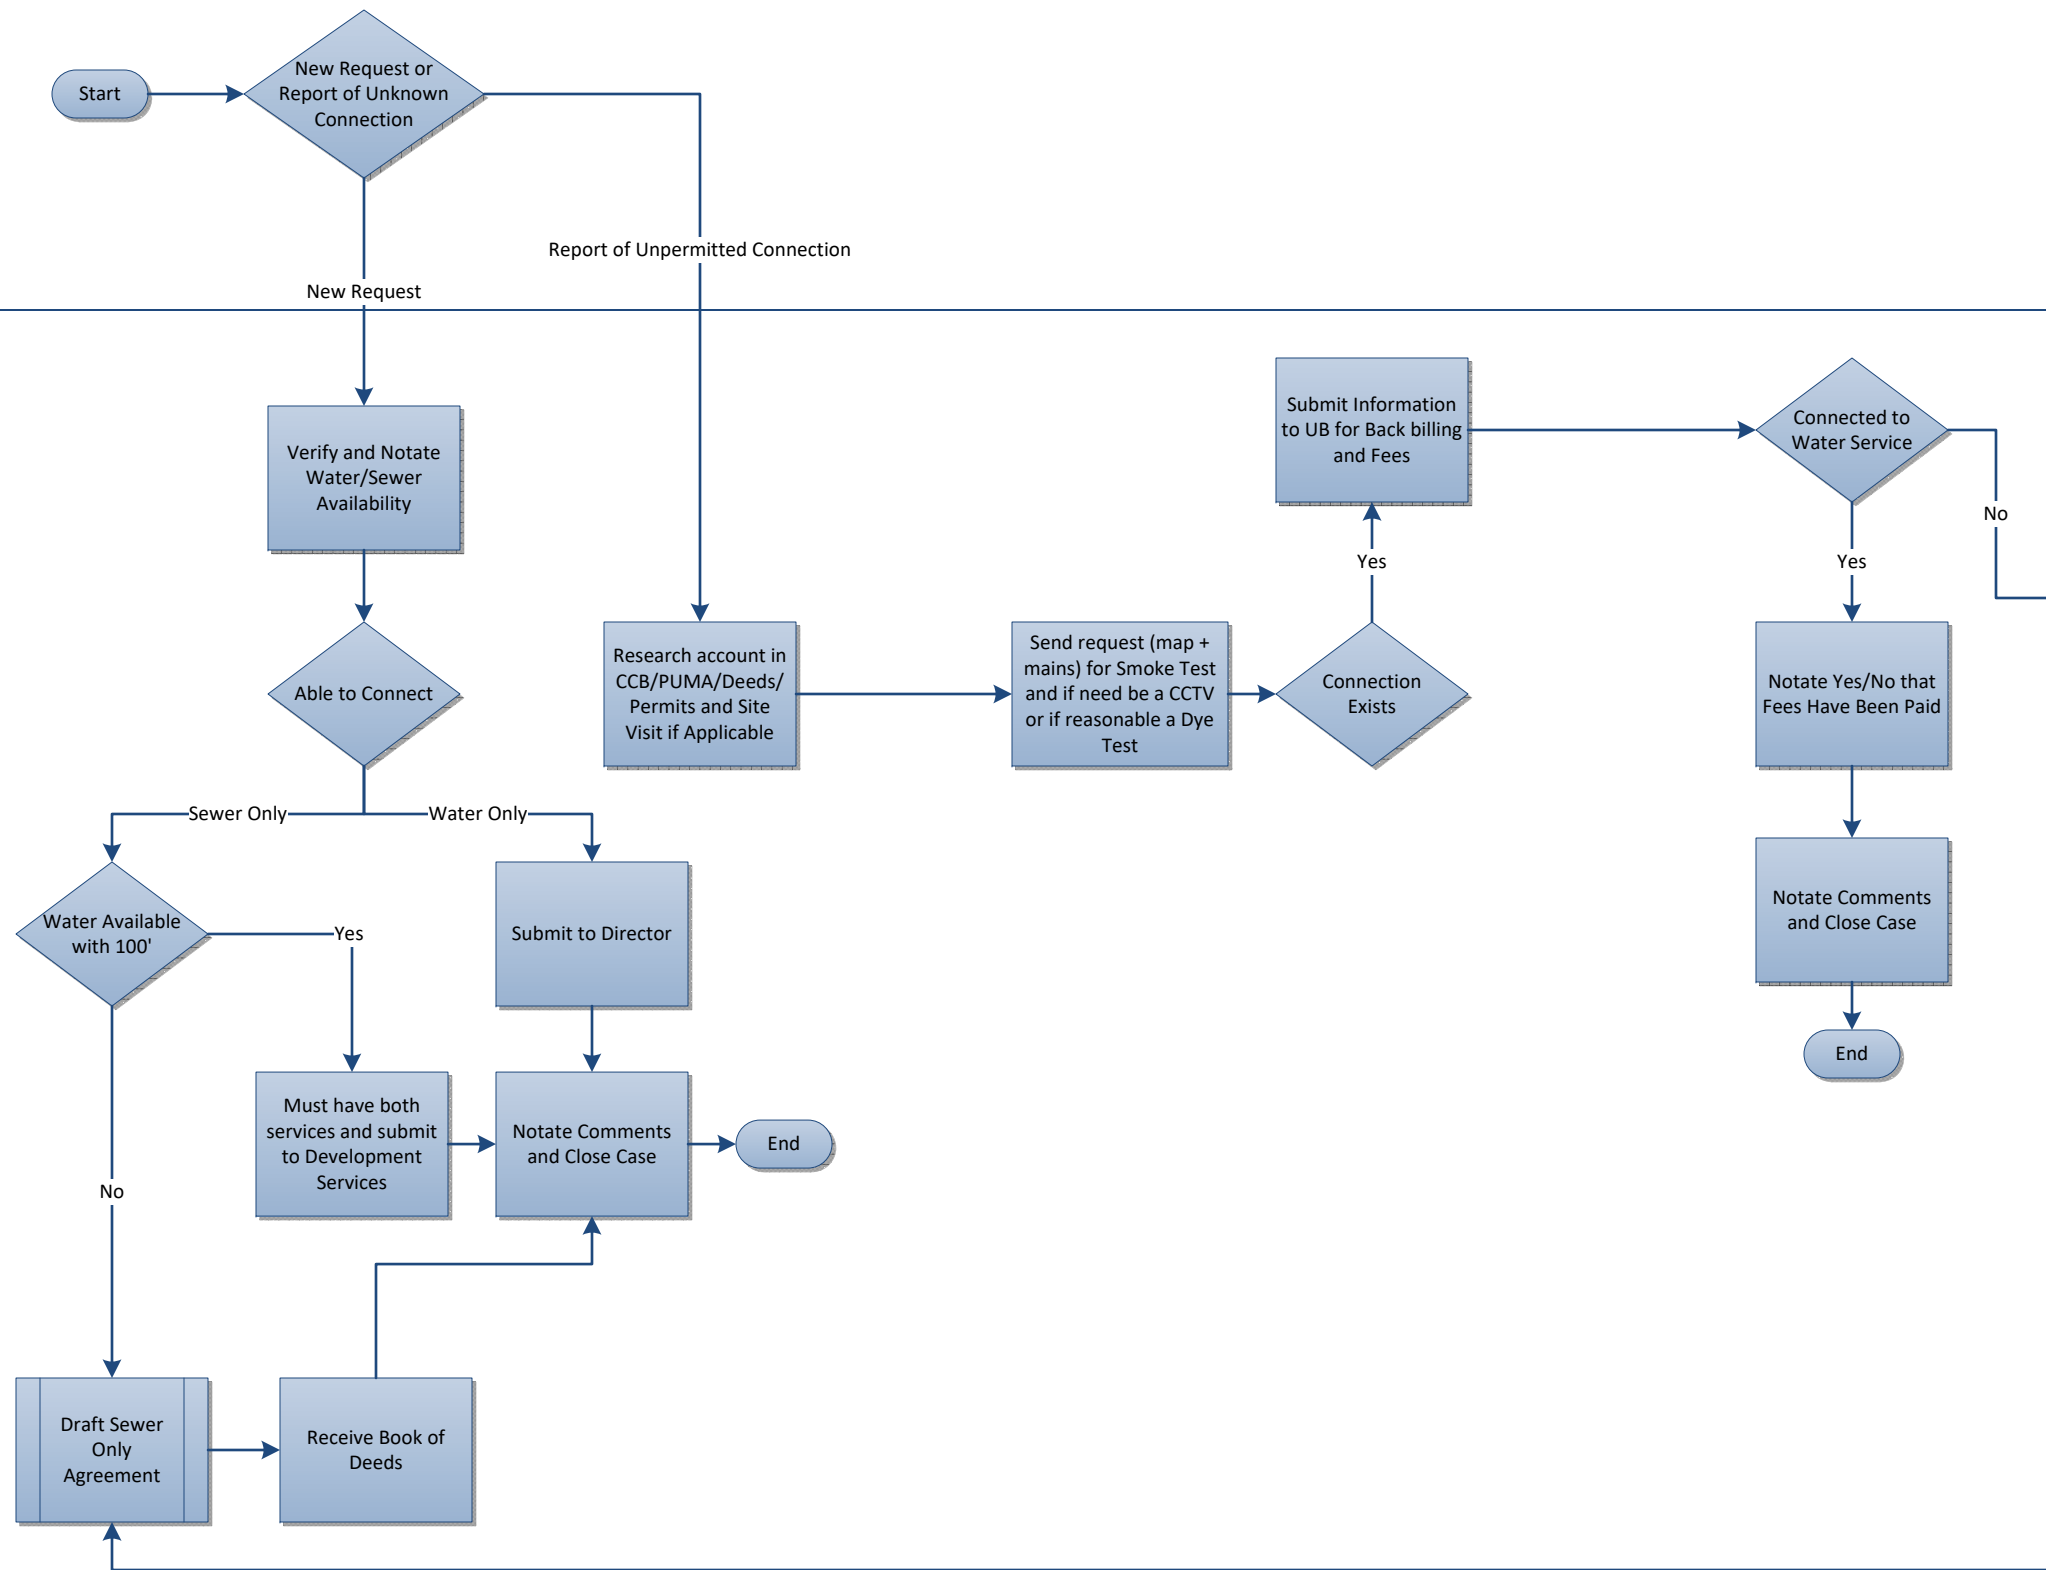 Start
New Request or
Report of Unknown
Connection
Report of Unpermitted Connection
New Request
Verify and Notate
Water/Sewer
Availability
Submit Information
to UB for Back billing
and Fees
Connected to
Water Service
No
Yes
Yes
Able to Connect
Research account in
CCB/PUMA/Deeds/
Permits and Site
Visit if Applicable
Send request (map +
mains) for Smoke Test
and if need be a CCTV
or if reasonable a Dye
Test
Connection
Exists
Notate Yes/No that
Fees Have Been Paid
Sewer Only
Water Only
Water Available
with 100'
Yes
Submit to Director
Notate Comments
and Close Case
End
Must have both
services and submit
to Development
Services
Notate Comments
and Close Case
End
No
Draft Sewer
Only
Agreement
Receive Book of
Deeds